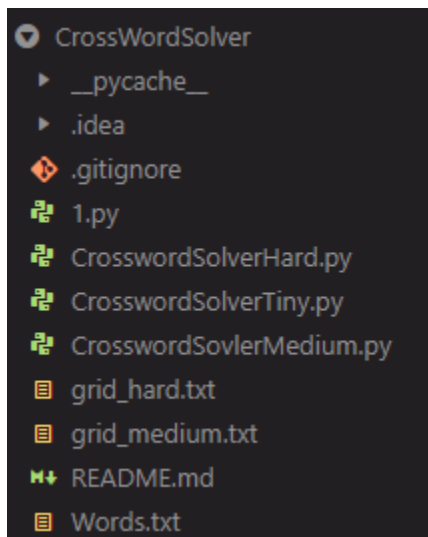 CrossWordSolver
__pycache__
.idea
.gitignore
1.py
CrosswordSolverHard.py
CrosswordSolverTiny.py
CrosswordSovlerMedium.py
grid_hard.txt
grid_medium.txt
README.md
Words.txt